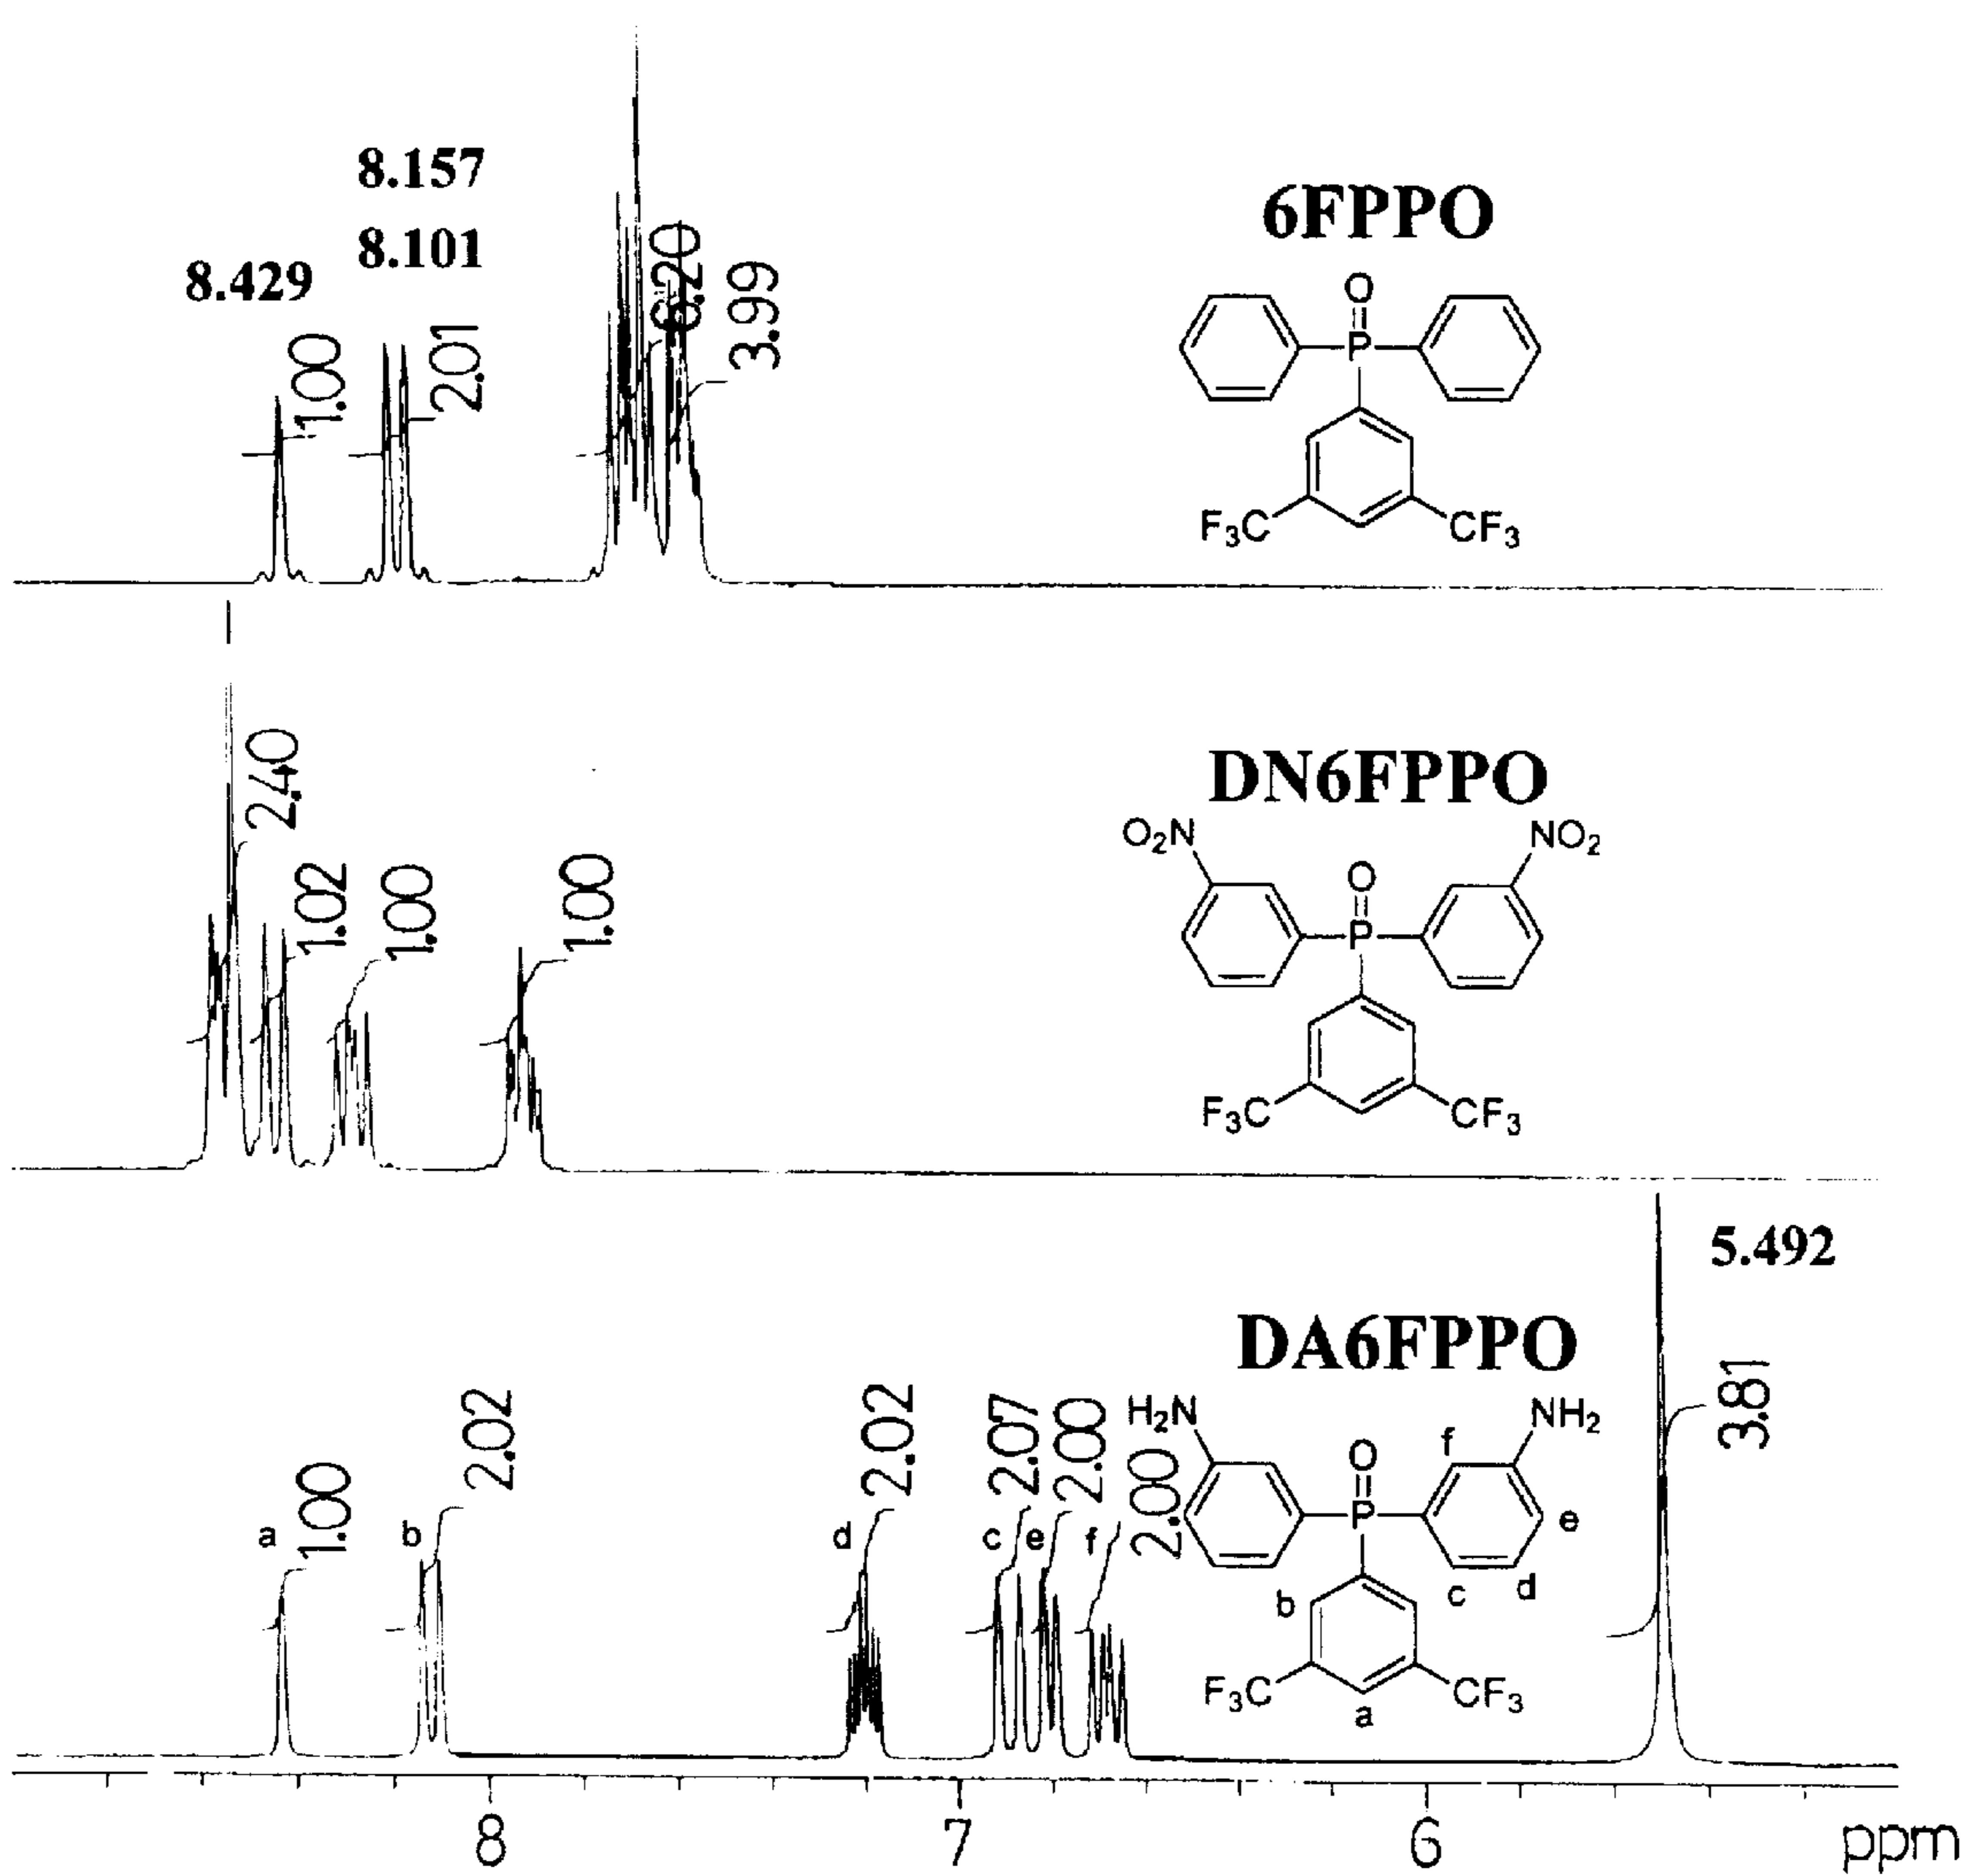 8.157
8.101
8.429
1.00
2.01
6.20
3.99
6FPPO
O
P
F3C
CF3
2.40
1.02
1.00
1.00
DN6FPPO
O2N
NO2
O
P
F3C
CF3
5.492
DA6FPPO
3.81
a
1.00
b
2.02
d
2.02
c
2.07
e
2.00
f
2.00
H2N
NH2
O
f
P
e
b
c
d
F3C
CF3
a
8
7
6
ppm